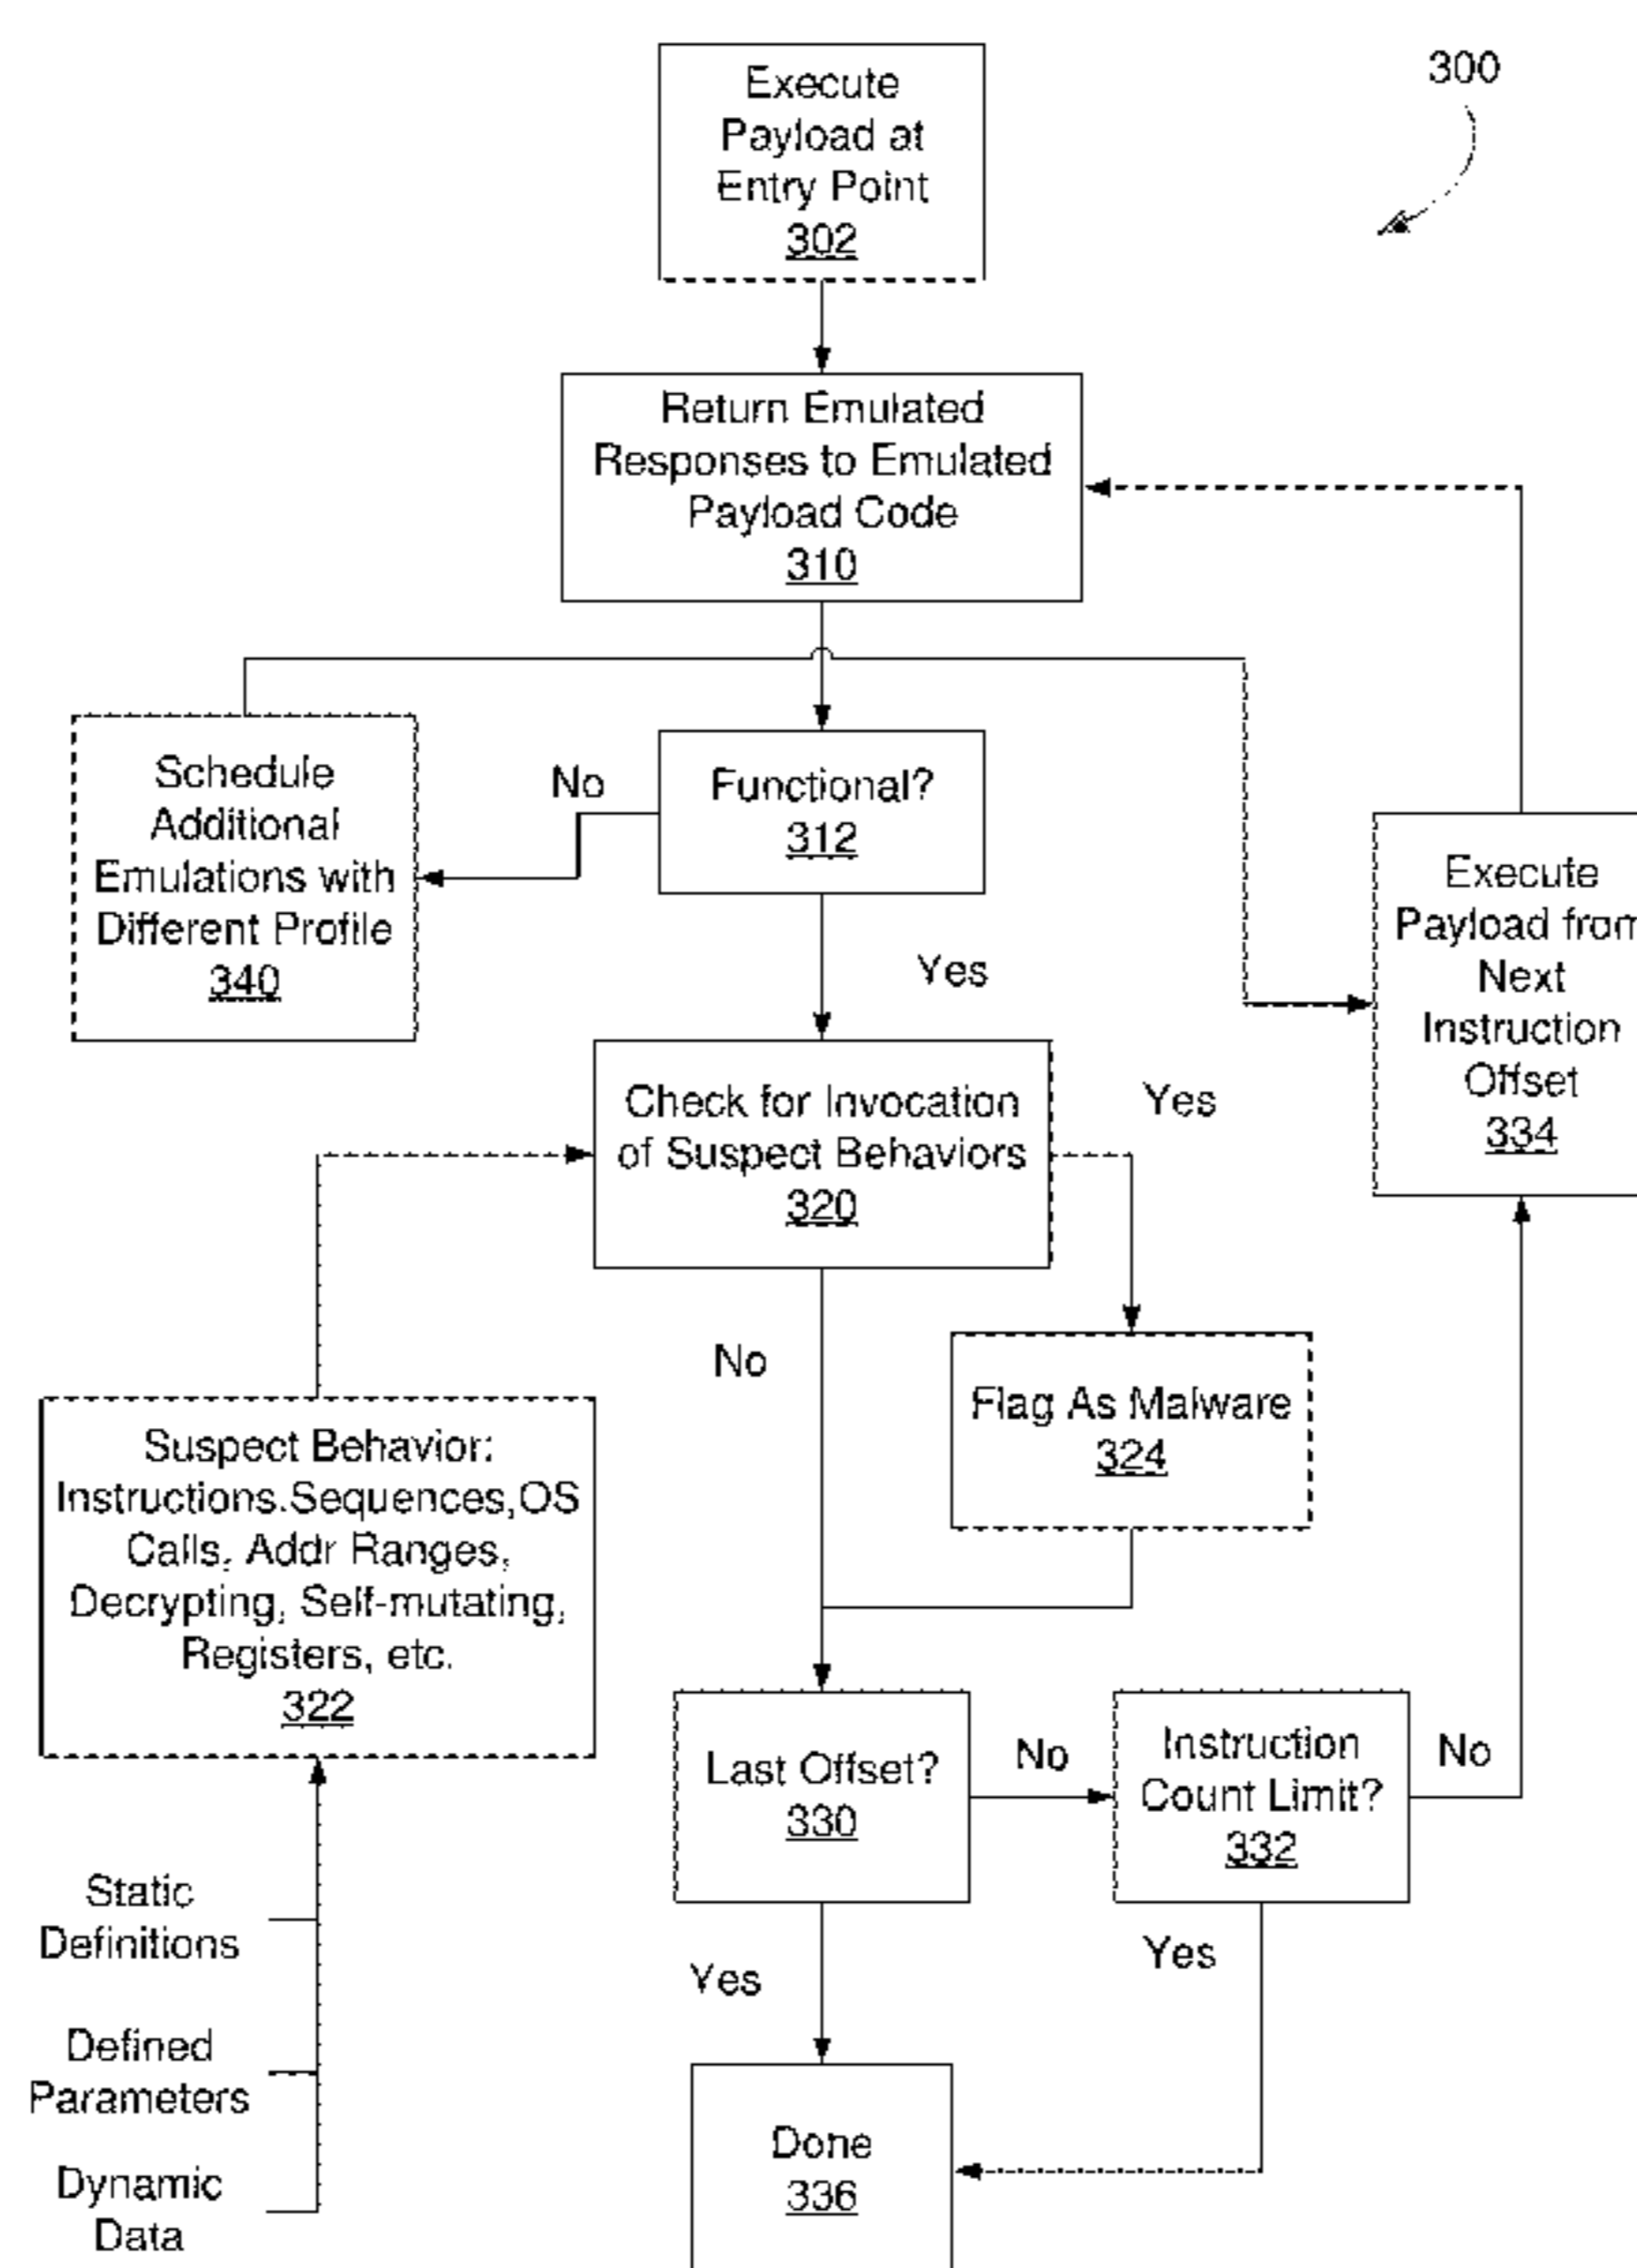 300
Execute
Payload at
Entry Point
302
Return Emulated
Responses to Emulated
Payload Code
310
Schedule
Additional
Emulations with
Different Profile
340
No
Functional?
312
Yes
Execute
Payload from
Next
Instruction
Offset
334
Check for Invocation
of Suspect Behaviors
320
Yes
No
Flag As Malware
324
Suspect Behavior:
Instructions.Sequences,OS
Calls, Addr Ranges,
Decrypting, Self-mutating,
Registers, etc.
322
Last Offset?
330
No
Instruction
Count Limit?
332
No
Static
Definitions
Yes
Yes
Defined
Parameters
Dynamic
Data
Done
336